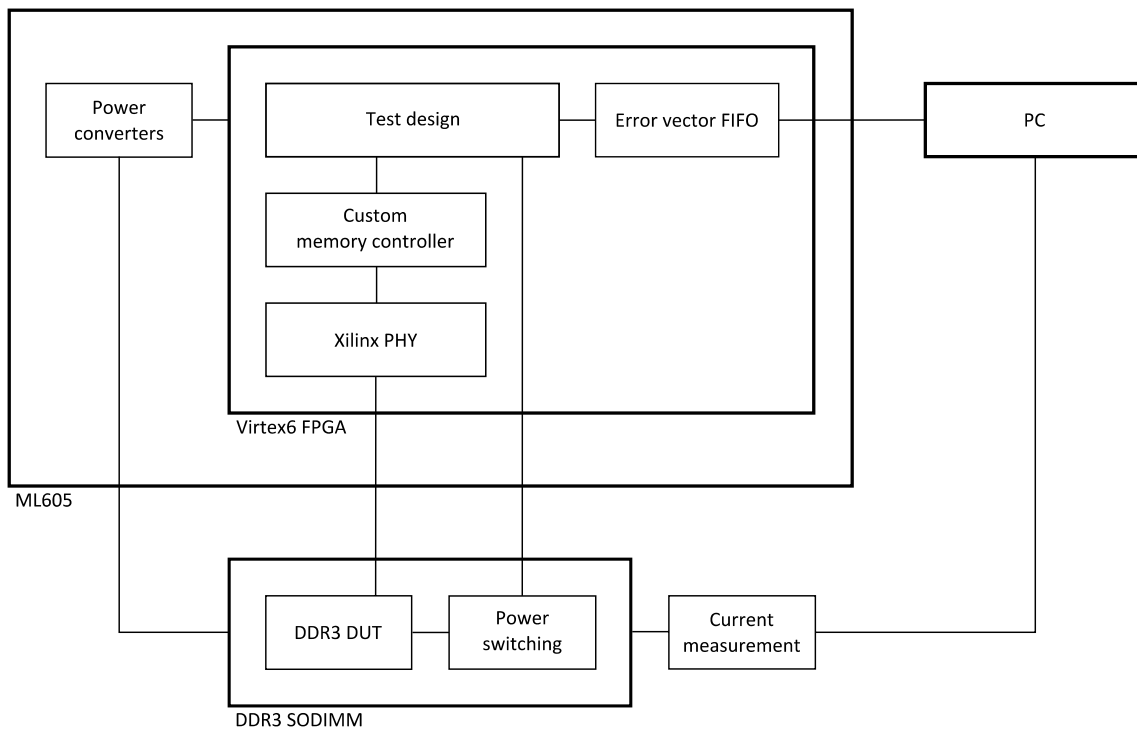 Power
converters
Test design
Error vector FIFO
PC
Custom
memory controller
Xilinx PHY
Virtex6 FPGA
ML605
DDR3 DUT
Power
switching
Current
measurement
DDR3 SODIMM